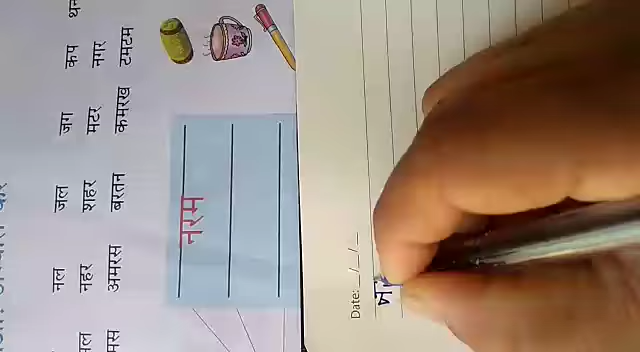 नल जल जग कप
नहर शहर मटर नगर
अमरस बरतन कमरख टमटम
नरम
Date: _/_/_